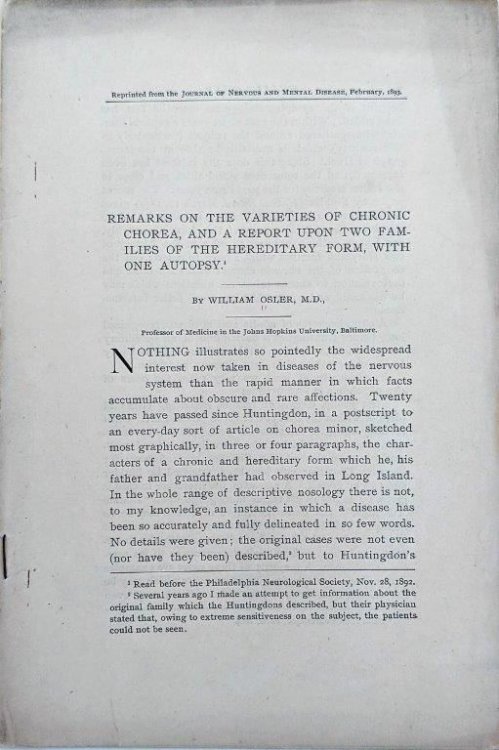 Reprinted from the JOURNAL OF NERVOUS AND MENTAL DISEASE, February, 1893.
REMARKS ON THE VARIETIES OF CHRONIC
CHOREA, AND A REPORT UPON TWO FAM-
ILIES OF THE HEREDITARY FORM, WITH
ONE AUTOPSY.¹
BY WILLIAM OSLER, M.D.,
Professor of Medicine in the Johns Hopkins University, Baltimore.
NOTHING illustrates so pointedly the widespread
interest now taken in diseases of the nervous
system than the rapid manner in which facts
accumulate about obscure and rare affections. Twenty
years have passed since Huntingdon, in a postscript to
an every-day sort of article on chorea minor, sketched
most graphically, in three or four paragraphs, the char-
acters of a chronic and hereditary form which he, his
father and grandfather had observed in Long Island.
In the whole range of descriptive nosology there is not,
to my knowledge, an instance in which a disease has
been so accurately and fully delineated in so few words.
No details were given; the original cases were not even
(nor have they been) described,² but to Huntingdon's
¹ Read before the Philadelphia Neurological Society, Nov. 28, 1892.
² Several years ago I made an attempt to get information about the
original family which the Huntingdons described, but their physician
stated that, owing to extreme sensitiveness on the subject, the patients
could not be seen.